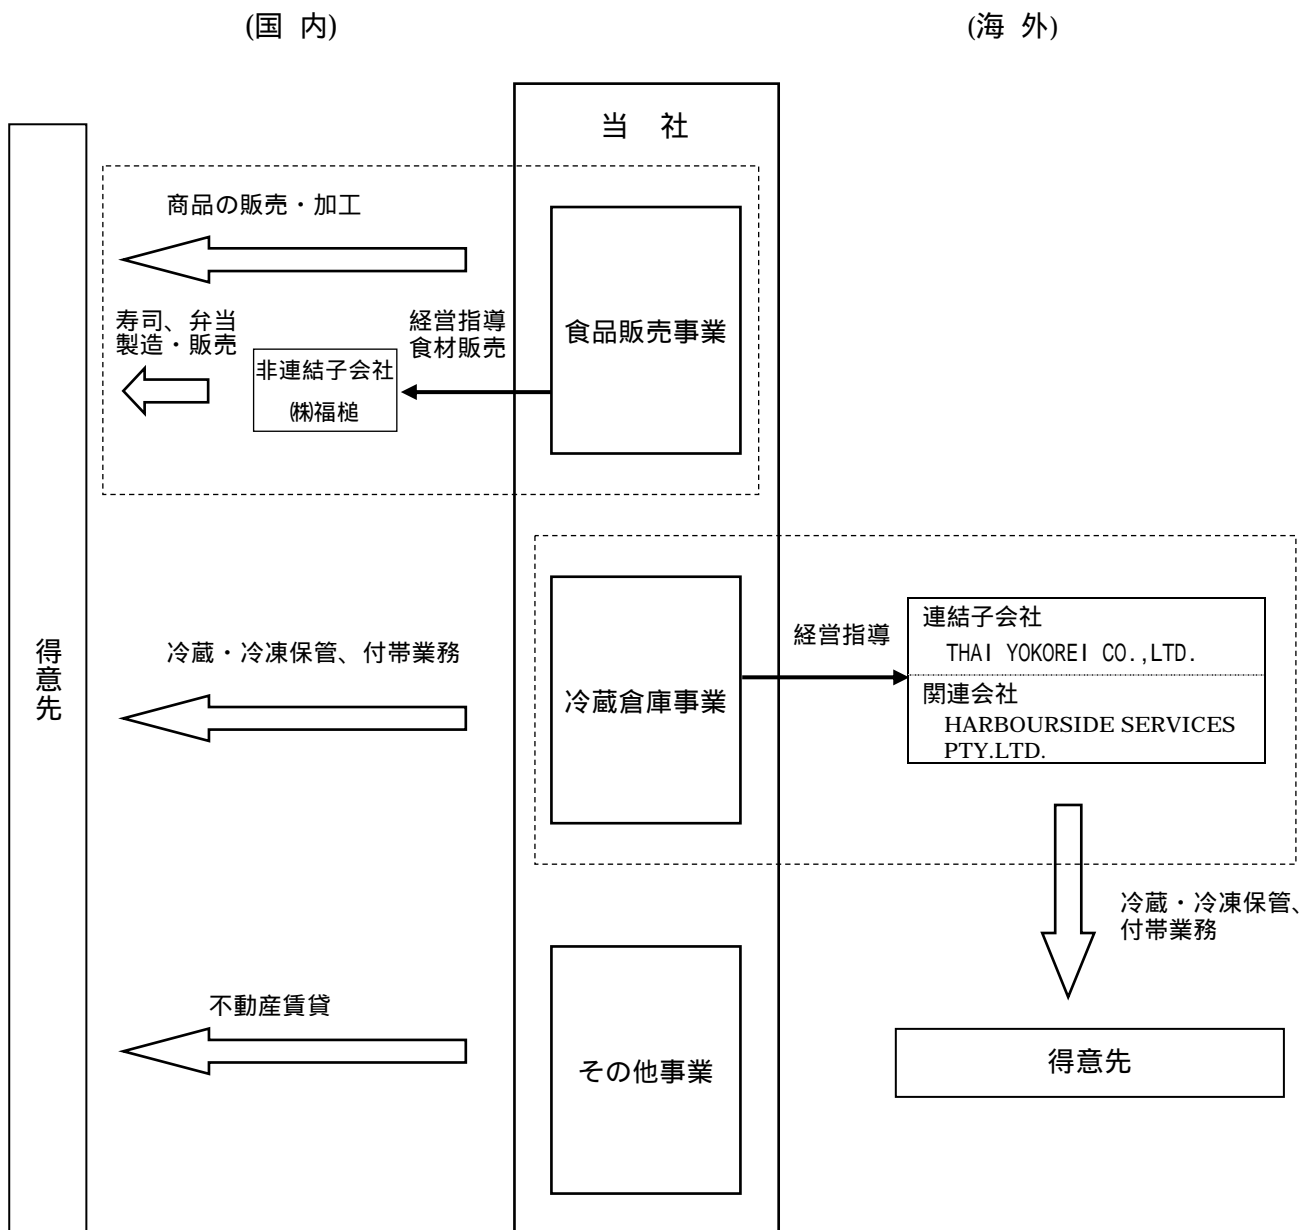 (国 内)
(海 外)
当 社
商品の販売・加工
寿司、弁当
製造・販売
経営指導
食材販売
非連結子会社
㈱福槌
食品販売事業
得意先
冷蔵・冷凍保管、付帯業務
冷蔵倉庫事業
経営指導
連結子会社
THAI YOKOREI CO.,LTD.
関連会社
HARBOURSIDE SERVICES
PTY.LTD.
冷蔵・冷凍保管、
付帯業務
不動産賃貸
その他事業
得意先